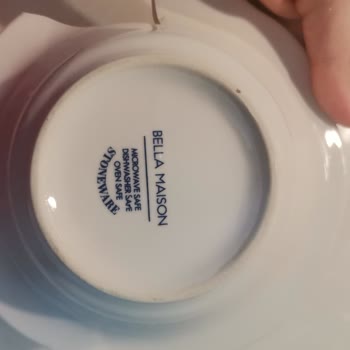 BELLA MAISON
MICROWAVE SAFE
DISHWASHER SAFE
OVEN SAFE
STONEWARE